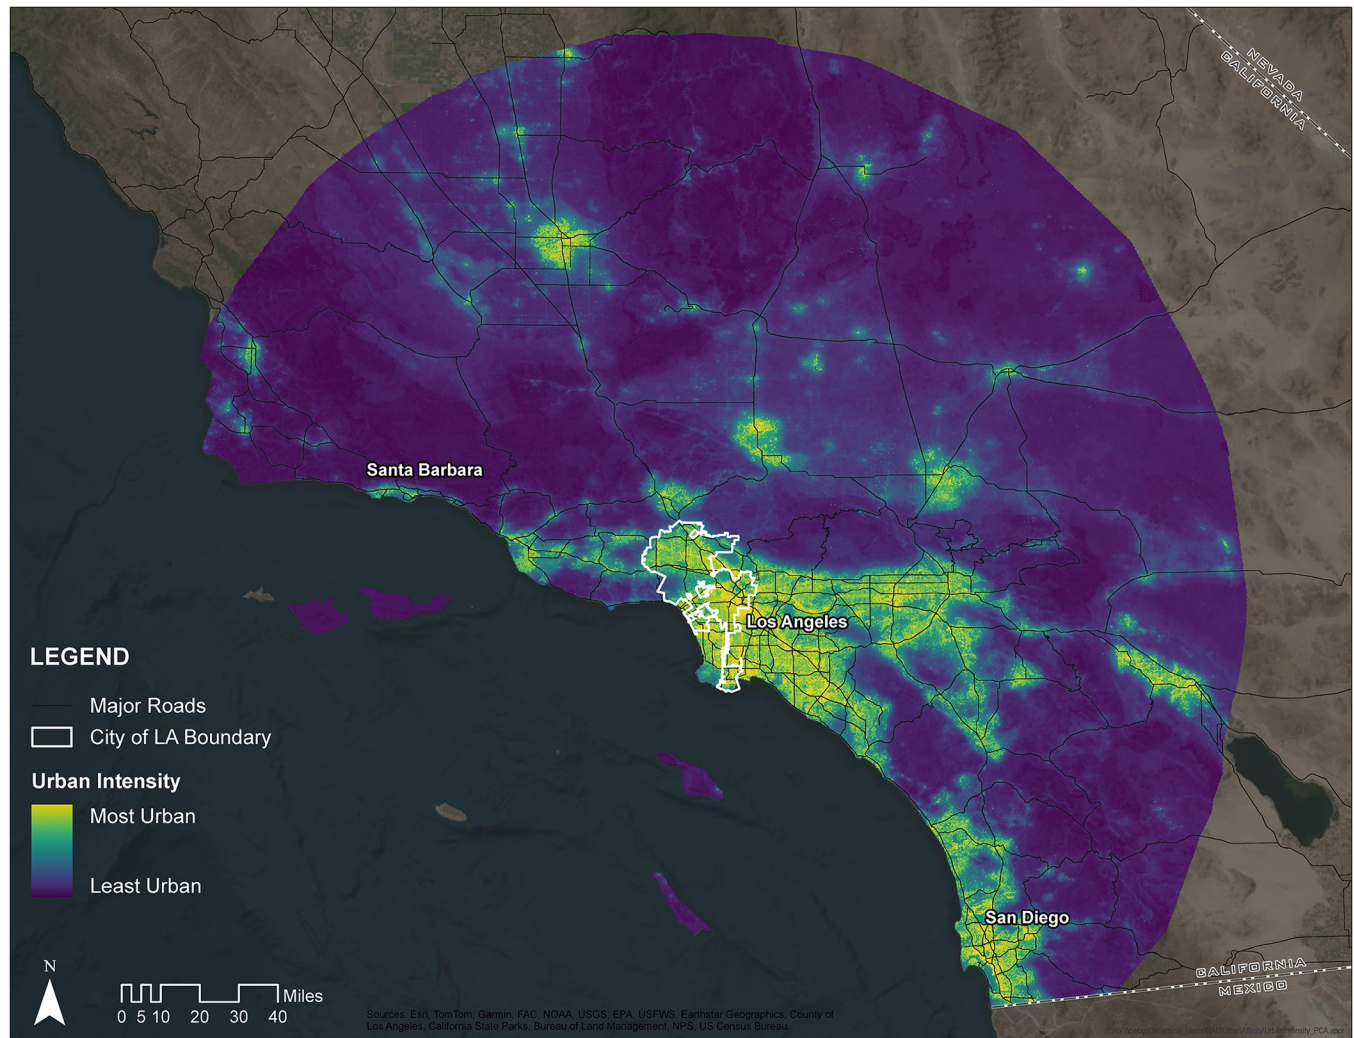 NEVADA
CALIFORNIA
Santa Barbara
Los Angeles
San Diego
CALIFORNIA
MEXICO
LEGEND
Major Roads
City of LA Boundary
Urban Intensity
Most Urban
Least Urban
N
Miles
0 5 10 20 30 40
Sources: Esri, TomTom, Garmin, FAC, NOAA, USGS, EPA, USFWS, Earthstar Geographics, County of
Los Angeles, California State Parks, Bureau of Land Management, NPS, US Census Bureau.